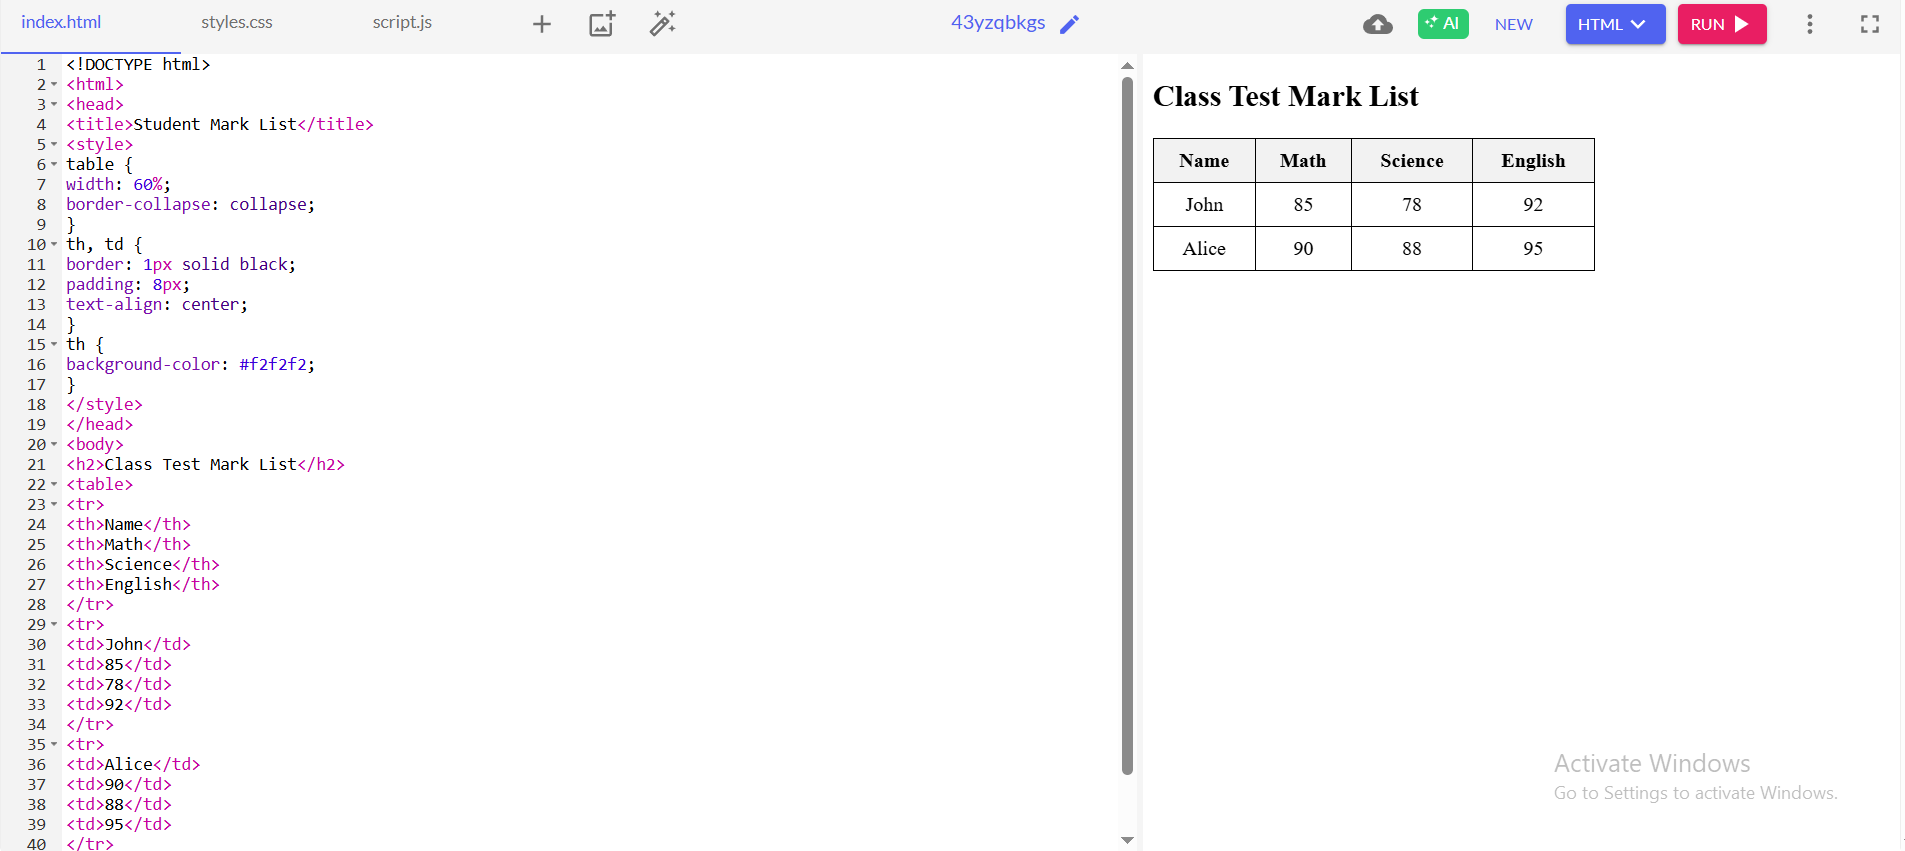 index.html styles.css script.js 43yzqbkgs AI NEW HTML RUN
1 <!DOCTYPE html>
2 <html>
3 <head>
4 <title>Student Mark List</title>
5 <style>
6 table {
7 width: 60%;
8 border-collapse: collapse;
9 }
10 th, td {
11 border: 1px solid black;
12 padding: 8px;
13 text-align: center;
14 }
15 th {
16 background-color: #f2f2f2;
17 }
18 </style>
19 </head>
20 <body>
21 <h2>Class Test Mark List</h2>
22 <table>
23 <tr>
24 <th>Name</th>
25 <th>Math</th>
26 <th>Science</th>
27 <th>English</th>
28 </tr>
29 <tr>
30 <td>John</td>
31 <td>85</td>
32 <td>78</td>
33 <td>92</td>
34 </tr>
35 <tr>
36 <td>Alice</td>
37 <td>90</td>
38 <td>88</td>
39 <td>95</td>
40 </tr>
Class Test Mark List
Name Math Science English
John 85 78 92
Alice 90 88 95
Activate Windows
Go to Settings to activate Windows.